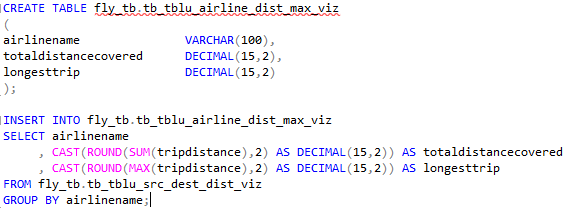 CREATE TABLE fly_tb.tb_tblu_airline_dist_max_viz
(
airlinename VARCHAR(100),
totaldistancecovered DECIMAL(15,2),
longesttrip DECIMAL(15,2)
);
INSERT INTO fly_tb.tb_tblu_airline_dist_max_viz
SELECT airlinename
, CAST(ROUND(SUM(tripdistance),2) AS DECIMAL(15,2)) AS totaldistancecovered
, CAST(ROUND(MAX(tripdistance),2) AS DECIMAL(15,2)) AS longesttrip
FROM fly_tb.tb_tblu_src_dest_dist_viz
GROUP BY airlinename;